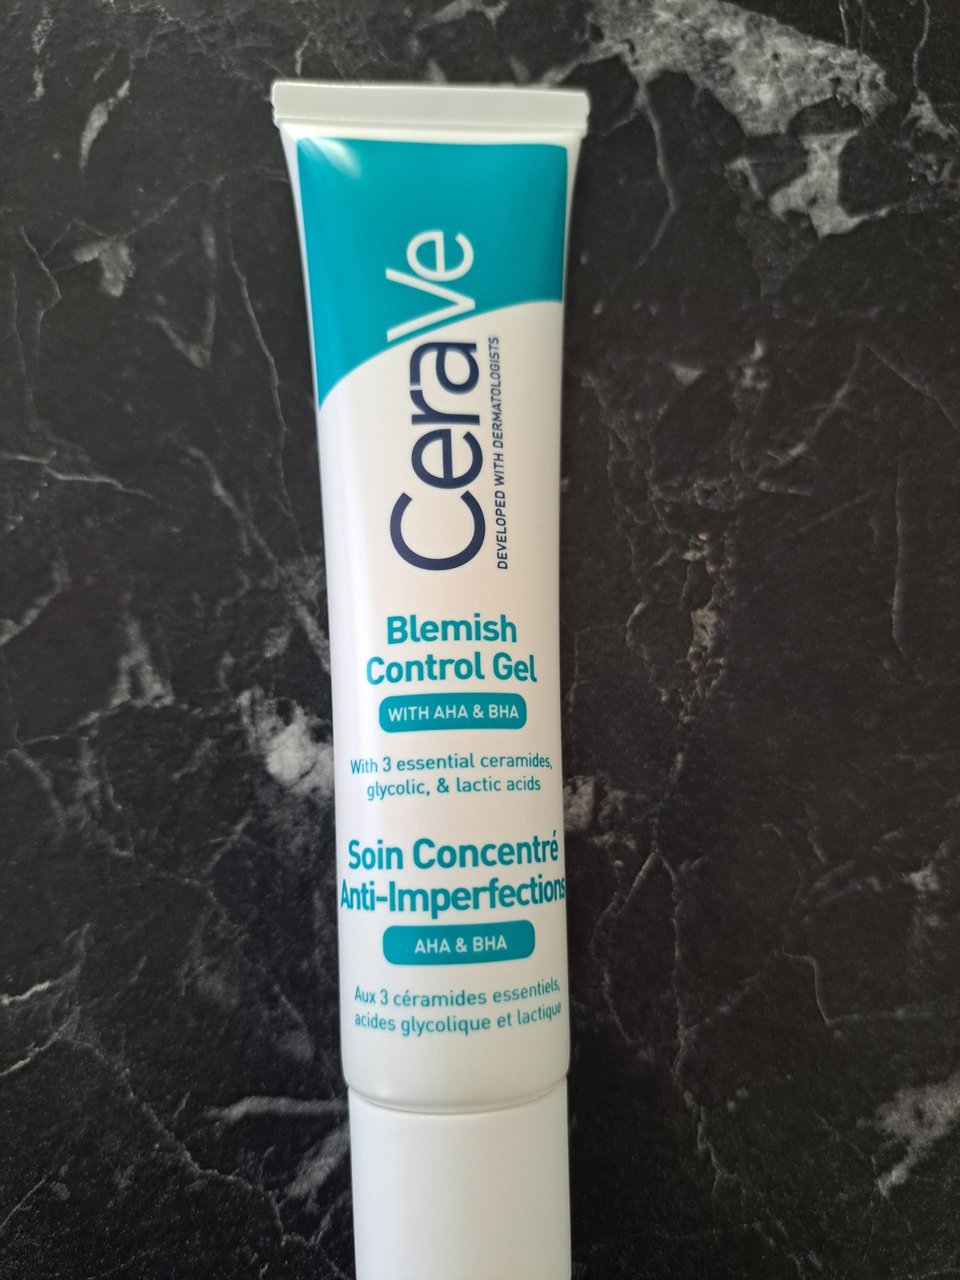 CeraVe
DEVELOPED WITH DERMATOLOGISTS
Blemish
Control Gel
WITH AHA & BHA
With 3 essential ceramides,
glycolic, & lactic acids
Soin Concentré
Anti-Imperfections
AHA & BHA
Aux 3 céramides essentiels,
acides glycolique et lactique